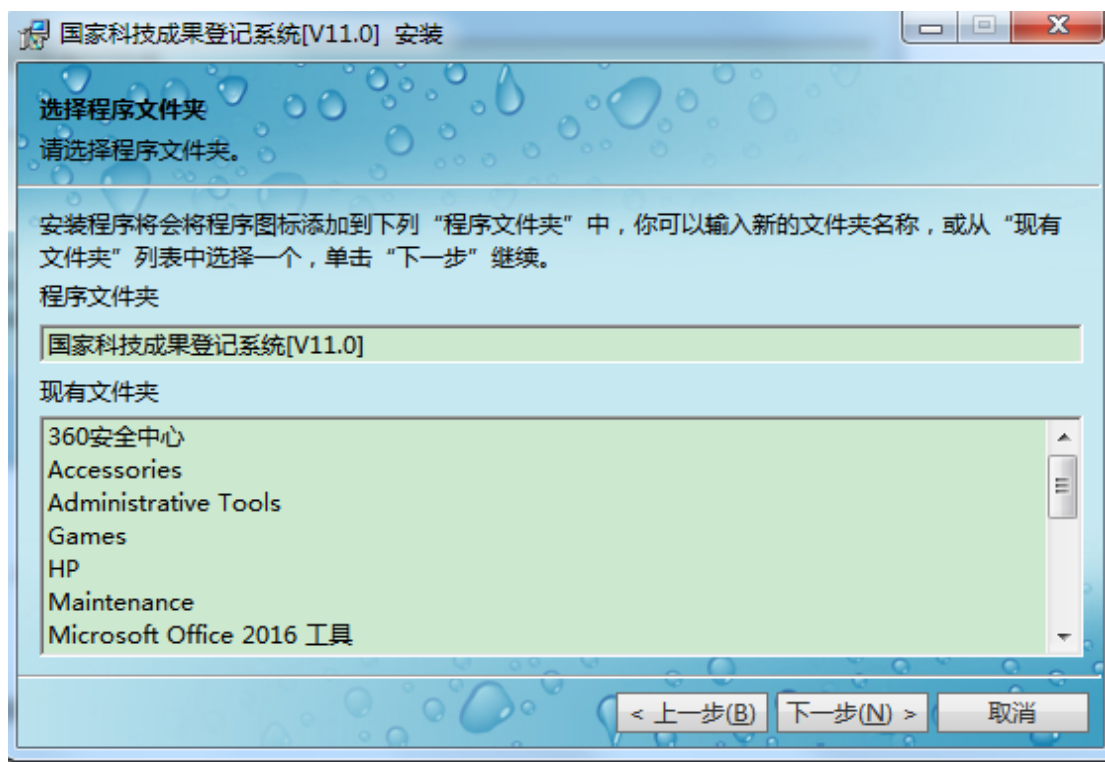 国家科技成果登记系统[V11.0] 安装
选择程序文件夹
请选择程序文件夹。
安装程序将会将程序图标添加到下列“程序文件夹”中，你可以输入新的文件夹名称，或从“现有
文件夹”列表中选择一个，单击“下一步”继续。
程序文件夹
国家科技成果登记系统[V11.0]
现有文件夹
360安全中心
Accessories
Administrative Tools
Games
HP
Maintenance
Microsoft Office 2016 工具
< 上一步(B) 下一步(N) > 取消